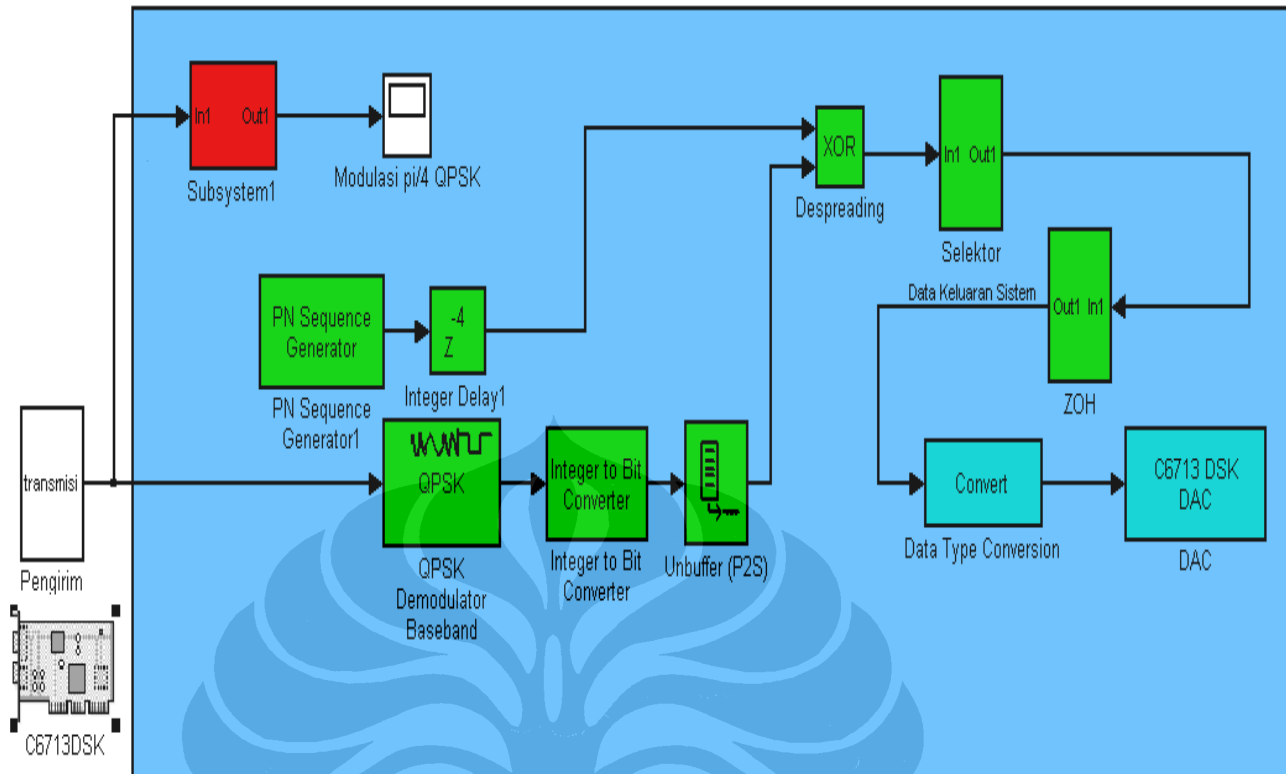 In1 Out1
Subsystem1
Modulasi pi/4 QPSK
XOR
Despreading
In1 Out1
Selektor
PN Sequence
Generator
PN Sequence
Generator1
-4
Z
Integer Delay1
Data Keluaran Sistem
Out1 In1
ZOH
transmisi
Pengirim
QPSK
QPSK
Demodulator
Baseband
Integer to Bit
Converter
Integer to Bit
Converter
Unbuffer (P2S)
Convert
Data Type Conversion
C6713 DSK
DAC
DAC
C6713DSK